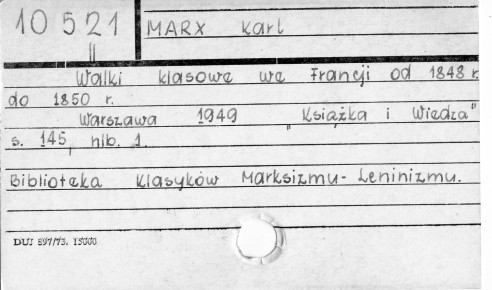 10 521
II
MARX Karl
Walki klasowe we Francji od 1848 r.
do 1850 r.
Warszawa 1949 "Książka i Wiedza"
s. 145, nlb. 1.
Biblioteka Klasyków Marksizmu-Leninizmu.
DUJ 897/73. 15000